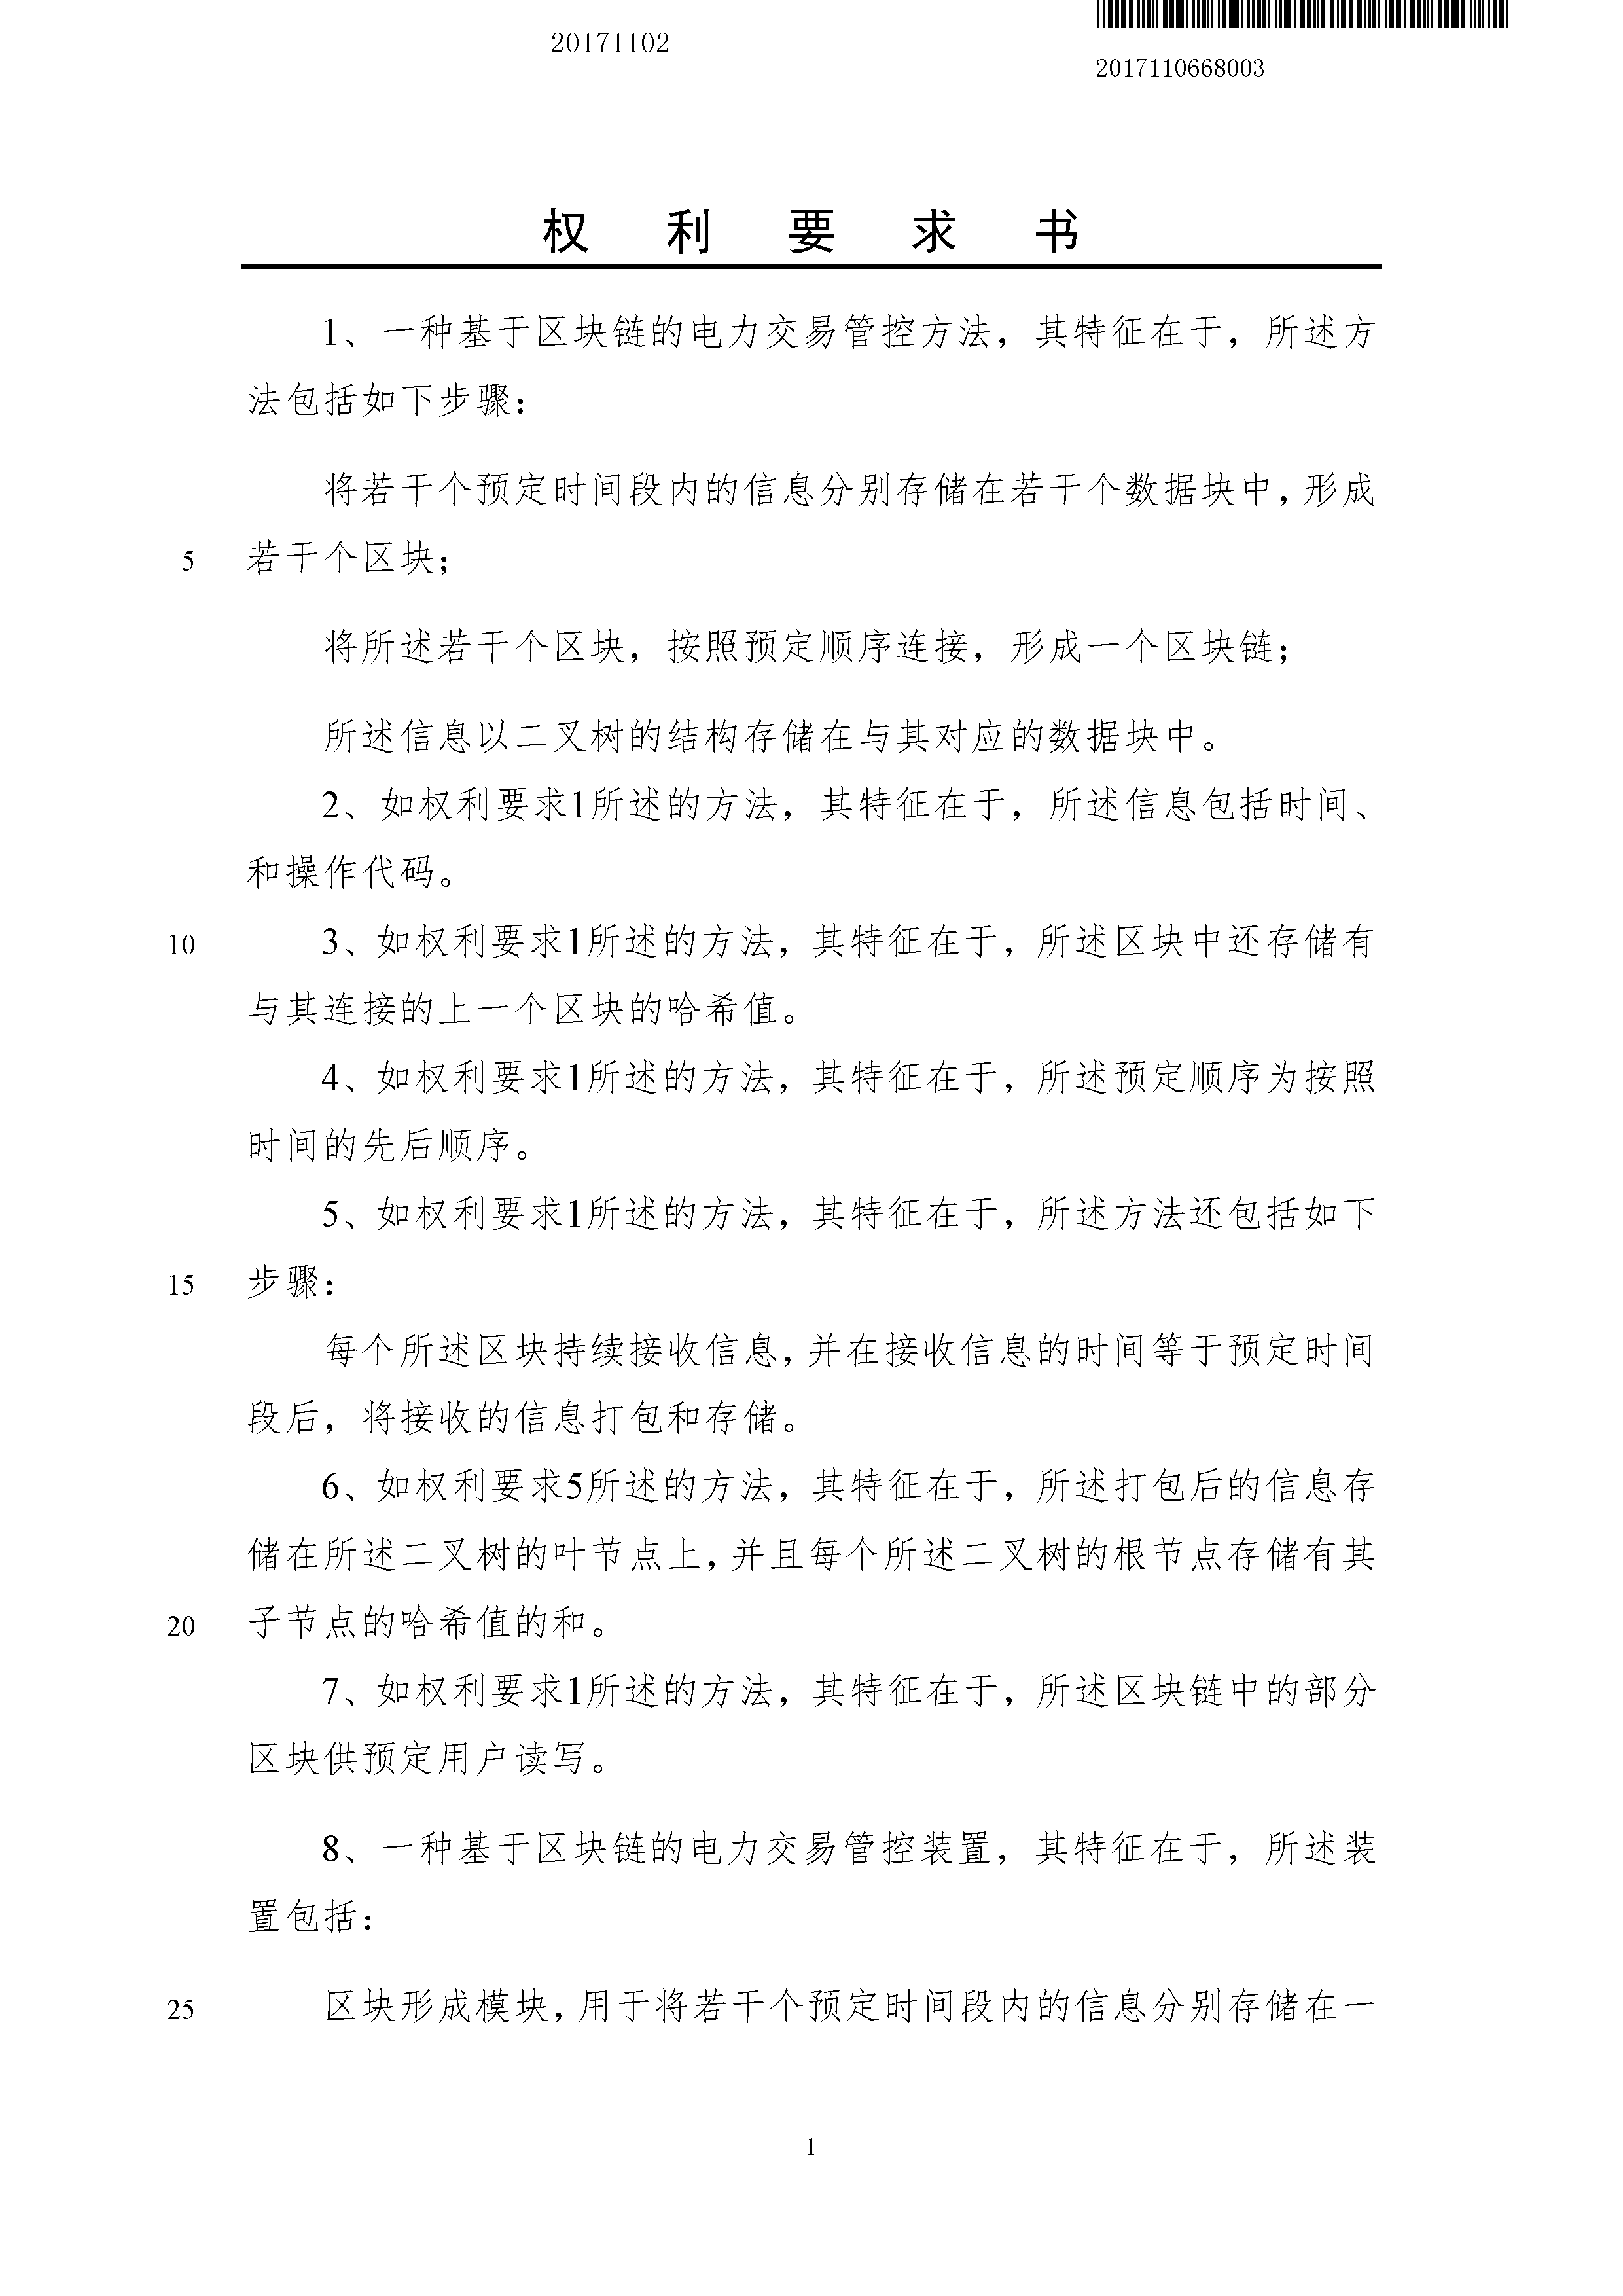 20171102
2017110668003
权利要求书
1、一种基于区块链的电力交易管控方法，其特征在于，所述方
法包括如下步骤：
将若干个预定时间段内的信息分别存储在若干个数据块中，形成
5 若干个区块；
将所述若干个区块，按照预定顺序连接，形成一个区块链；
所述信息以二叉树的结构存储在与其对应的数据块中。
2、如权利要求1所述的方法，其特征在于，所述信息包括时间、
和操作代码。
10 3、如权利要求1所述的方法，其特征在于，所述区块中还存储有
与其连接的上一个区块的哈希值。
4、如权利要求1所述的方法，其特征在于，所述预定顺序为按照
时间的先后顺序。
5、如权利要求1所述的方法，其特征在于，所述方法还包括如下
15 步骤：
每个所述区块持续接收信息，并在接收信息的时间等于预定时间
段后，将接收的信息打包和存储。
6、如权利要求5所述的方法，其特征在于，所述打包后的信息存
储在所述二叉树的叶节点上，并且每个所述二叉树的根节点存储有其
20 子节点的哈希值的和。
7、如权利要求1所述的方法，其特征在于，所述区块链中的部分
区块供预定用户读写。
8、一种基于区块链的电力交易管控装置，其特征在于，所述装
置包括：
25 区块形成模块，用于将若干个预定时间段内的信息分别存储在一
1